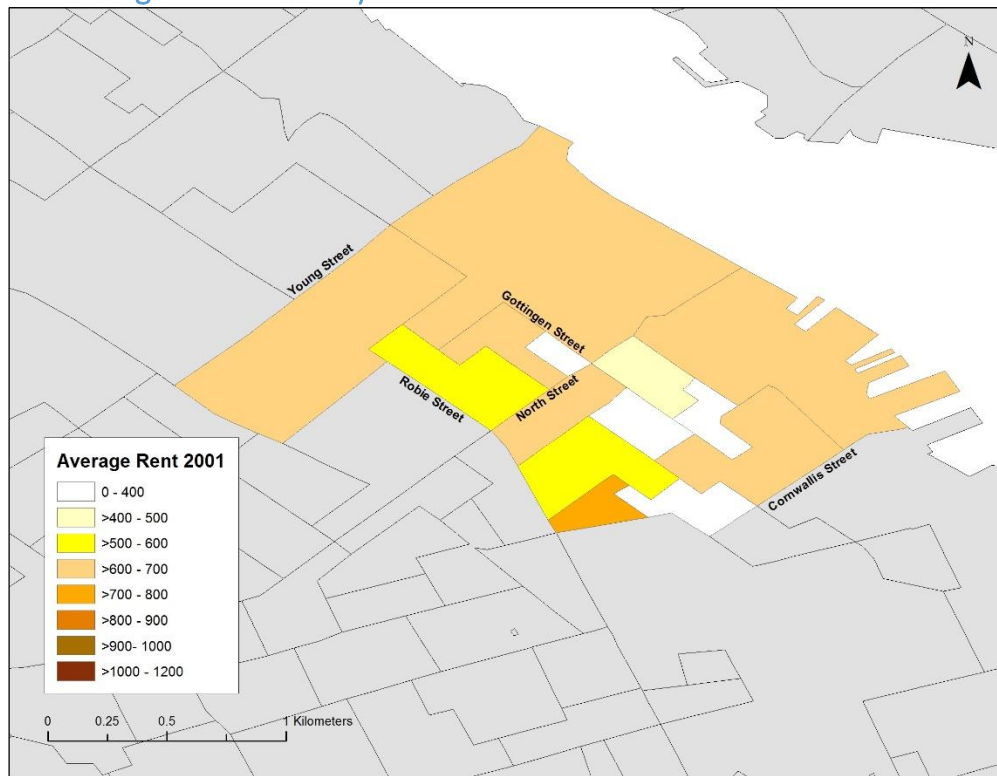 N
Young Street
Gottingen Street
North Street
Robie Street
Cornwallis Street
Average Rent 2001
0 - 400
>400 - 500
>500 - 600
>600 - 700
>700 - 800
>800 - 900
>900- 1000
>1000 - 1200
0 0.25 0.5 1 Kilometers